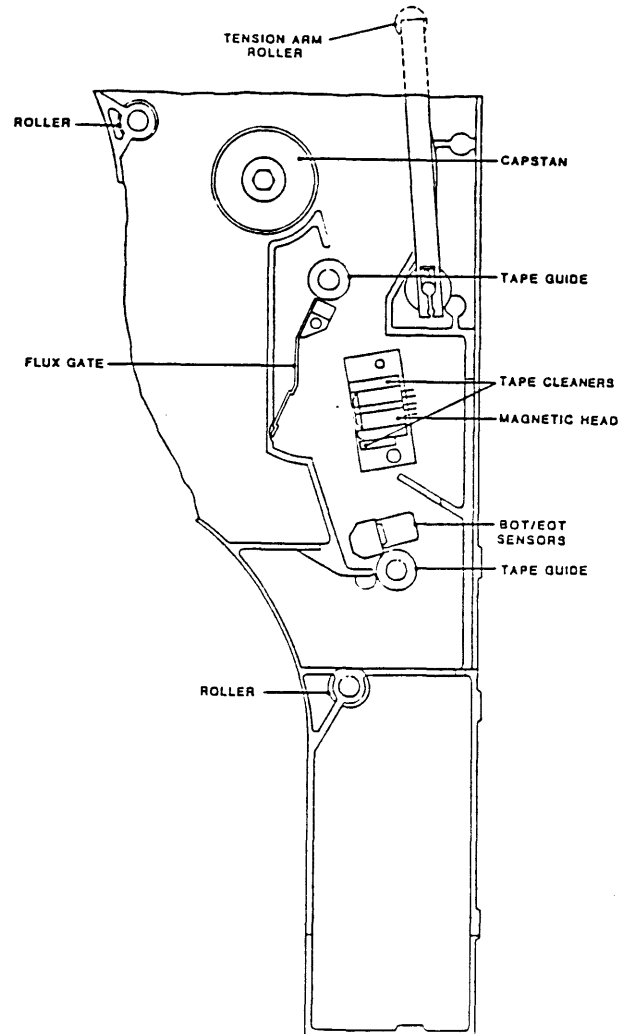 TENSION ARM
ROLLER
ROLLER
CAPSTAN
TAPE GUIDE
FLUX GATE
TAPE CLEANERS
MAGNETIC HEAD
BOT/EOT
SENSORS
TAPE GUIDE
ROLLER